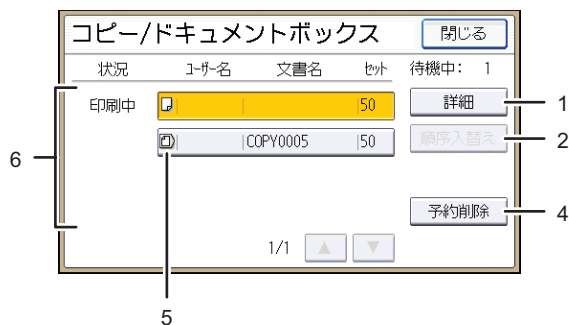 コピー/ドキュメントボックス 閉じる
状況 ユーザー名 文書名 セット 待機中: 1
印刷中 50 詳細 1
COPY0005 50 順序入替え 2
6
予約削除 4
1/1
5